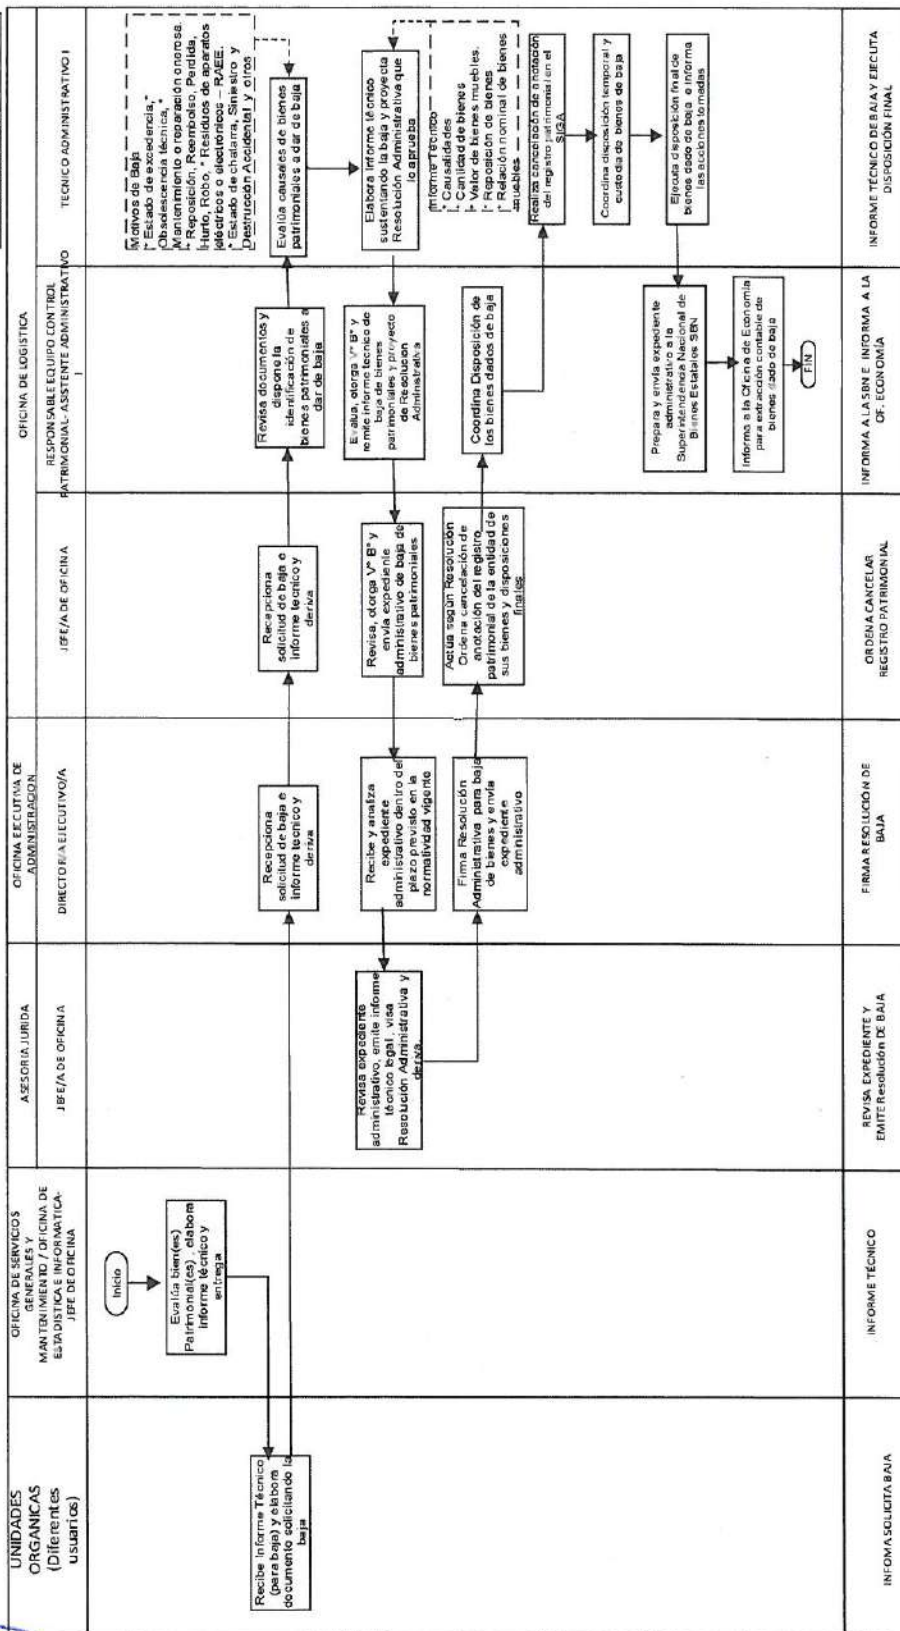 UNIDADES
ORGANICAS
(Diferentes
usuarios)
OFICINA DE SERVICIOS
GENERALES Y
MANTENIMIENTO / OFICINA DE
ESTADISTICA E INFORMATICA-
JEFE DE OFICINA
ASESORIA JURIDA
JEFE/A DE OFICINA
OFICINA EJECUTIVA DE
ADMINISTRACION
DIRECTOR/A EJECUTIVO/A
OFICINA DE LOGISTICA
JEFE/A DE OFICINA
RESPONSABLE EQUIPO CONTROL
PATRIMONIAL- ASISTENTE ADMINISTRATIVO
I
TECNICO ADMINISTRATIVO I
Inicio
Evalúa bien(es)
Patrimonial(es) , elabora
informe técnico y
entrega
Recibe Informe Técnico
(para baja) y elabora
documento solicitando la
baja
Recepciona
solicitud de baja e
informe tecnico y
deriva
Recepciona
solicitud de baja e
informe tecnico y
deriva
Revisa documentos y
dispone la
identificación de
bienes patrimoniales a
dar de baja
Evalúa causales de bienes
patrimoniales a dar de baja
Motivos de Baja
* Estado de excedencia,*
Obsolescencia técnica, *
Mantenimiento o reparación onerosa.
* Reposición, Reembolso, Perdida,
Hurto, Robo, * Residuos de aparatos
eléctricos o electrónicos – RAEE.
* Estado de chatarra, Siniestro y
Destrucción Accidental y otros
Elabora Informe técnico
sustentando la baja y proyecta
Resolución Administrativa que
lo aprueba
Informe Técnico
* Causalidades
. Cantidad de bienes
* Valor de bienes muebles.
* Reposición de bienes
* Relación nominal de bienes
muebles
Evalua, otorga V° B° y
remite informe tecnico de
baja de bienes
patrimoniales y proyecto
de Resolucion
Administrativa
Revisa, otorga V° B° y
envía expediente
administrativo de baja de
bienes patrimoniales
Recibe y analiza
expediente
administrativo dentro del
plazo previsto en la
normatividad vigente
Revisa expediente
administrativo, emite informe
técnico legal , visa
Resolución Administrativa y
deriva.
Firma Resolución
Administrativa para baja
de bienes y envía
expediente
administrativo
Actúa según Resolución
Ordena cancelación de
anotación del registro
patrimonial de la entidad de
sus bienes y disposiciones
finales
Coordina Disposición de
los bienes dados de baja
Realiza cancelación de anotación
del registro patrimonial en el
SIGA
Coordina disposición temporal y
custodia de bienes de baja
Ejecuta disposición final de
bienes dado de baja e informa
las acciones tomadas
Prepara y envía expediente
administrativo a la
Superintendencia Nacional de
Bienes Estatales SBN
Informa a la Oficina de Economía
para extracción contable de
bienes dado de baja
FIN
INFOMA SOLICITA BAJA
INFORME TÉCNICO
REVISA EXPEDIENTE Y
EMITE Resolución DE BAJA
FIRMA RESOLUCIÓN DE
BAJA
ORDENA CANCELAR
REGISTRO PATRIMONIAL
INFORMA A LA SBN E INFORMA A LA
OF. ECONOMÍA
INFORME TÉCNICO DE BAJA Y EJECUTA
DISPOSICIÓN FINAL